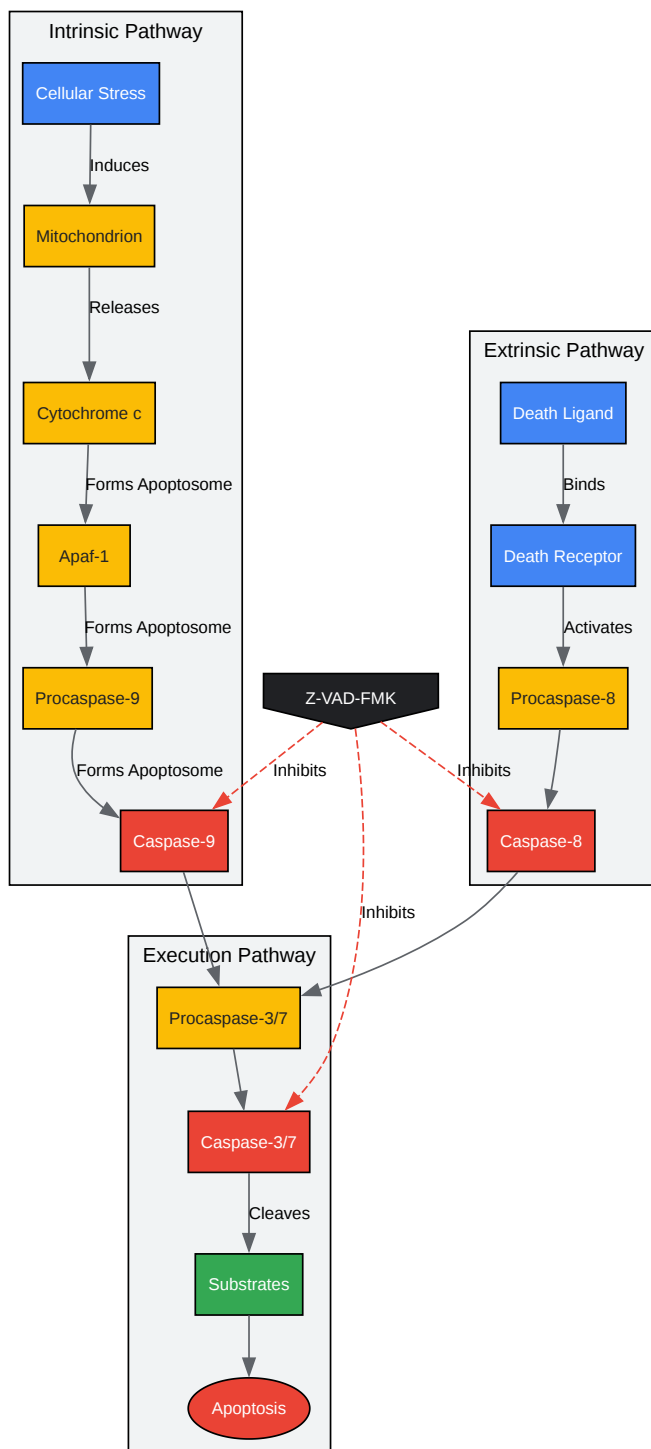 Intrinsic Pathway
Cellular Stress
Induces
Mitochondrion
Releases
Cytochrome c
Forms Apoptosome
Apaf-1
Forms Apoptosome
Procaspase-9
Forms Apoptosome
Caspase-9
Extrinsic Pathway
Death Ligand
Binds
Death Receptor
Activates
Procaspase-8
Caspase-8
Z-VAD-FMK
Inhibits
Inhibits
Inhibits
Execution Pathway
Procaspase-3/7
Caspase-3/7
Cleaves
Substrates
Apoptosis